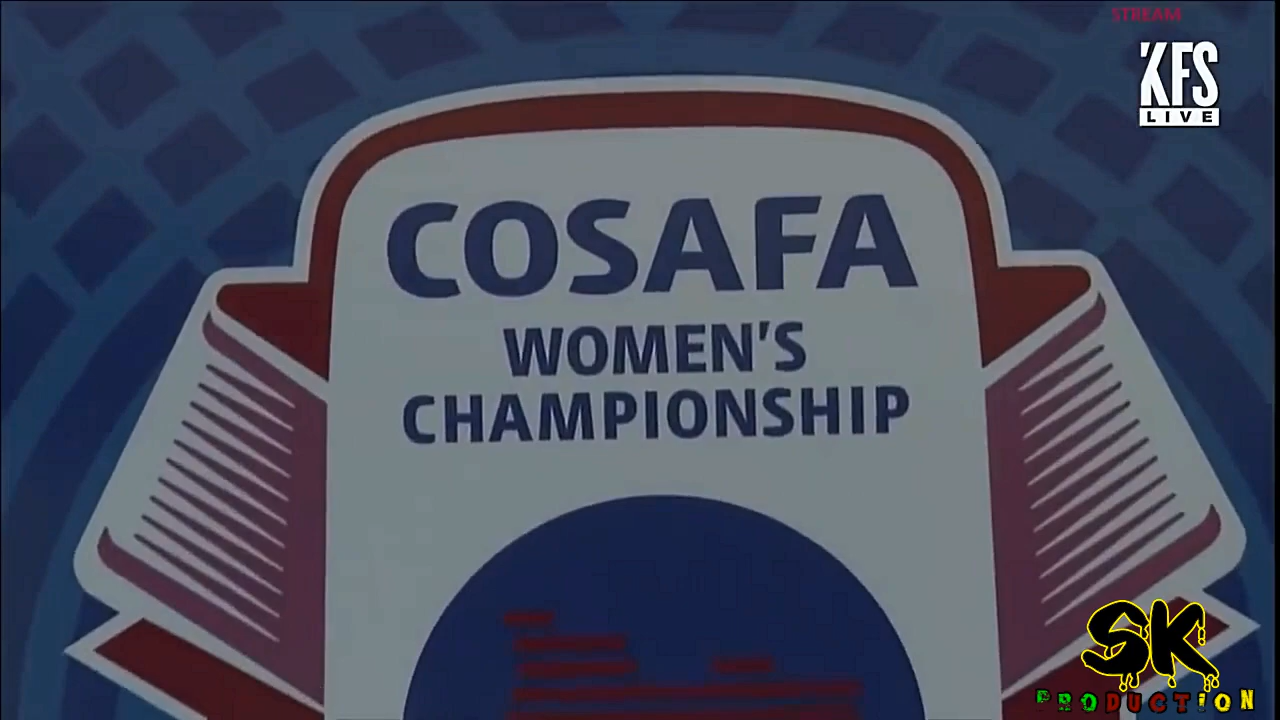 STREAM
KFS
LIVE
COSAFA
WOMEN'S
CHAMPIONSHIP
SK
PRODUCTION